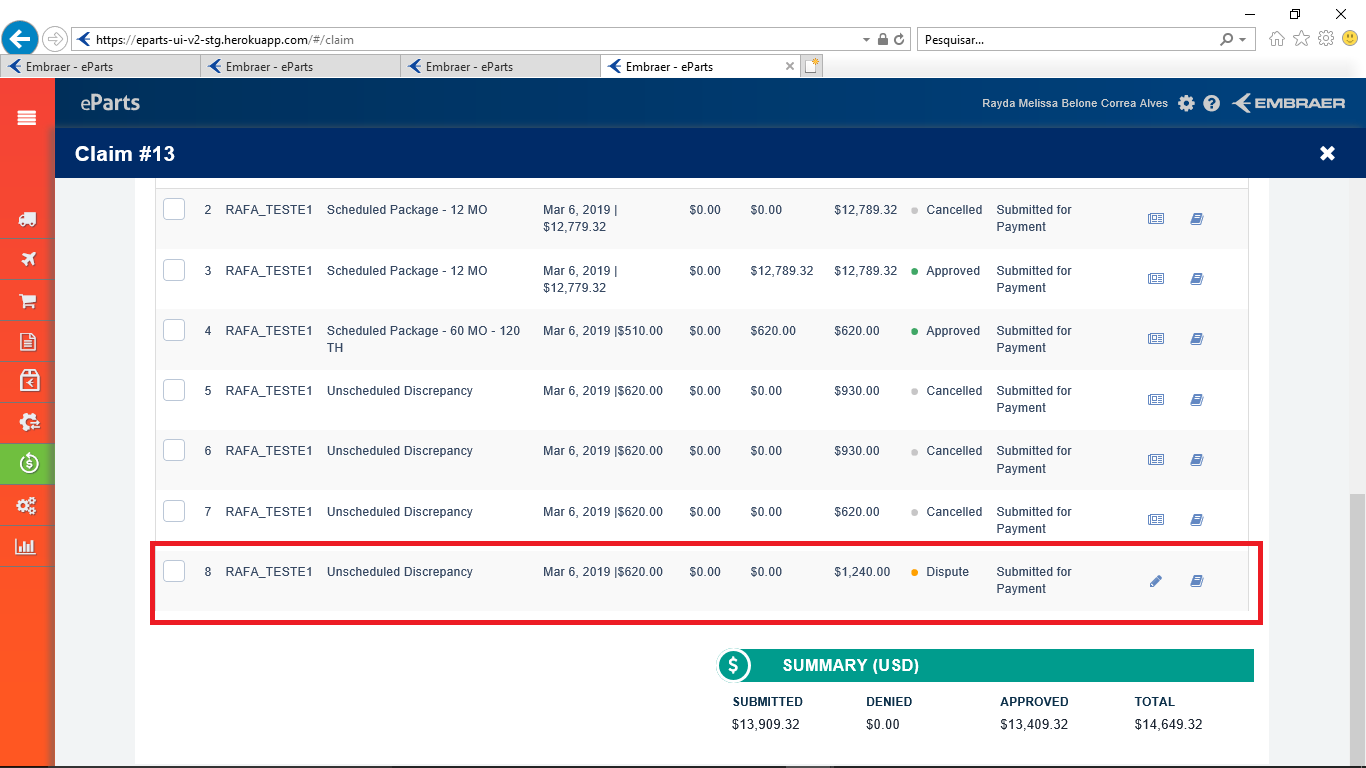 https://eparts-ui-v2-stg.herokuapp.com/#/claim
Pesquisar...
Embraer - eParts
Embraer - eParts
Embraer - eParts
Embraer - eParts
eParts
Rayda Melissa Belone Correa Alves
EMBRAER
Claim #13
2 RAFA_TESTE1 Scheduled Package - 12 MO Mar 6, 2019 | $0.00 $0.00 $12,789.32 Cancelled Submitted for
$12,779.32 Payment
3 RAFA_TESTE1 Scheduled Package - 12 MO Mar 6, 2019 | $0.00 $12,789.32 $12,789.32 Approved Submitted for
$12,779.32 Payment
4 RAFA_TESTE1 Scheduled Package - 60 MO - 120 Mar 6, 2019 |$510.00 $0.00 $620.00 $620.00 Approved Submitted for
TH Payment
5 RAFA_TESTE1 Unscheduled Discrepancy Mar 6, 2019 |$620.00 $0.00 $0.00 $930.00 Cancelled Submitted for
Payment
6 RAFA_TESTE1 Unscheduled Discrepancy Mar 6, 2019 |$620.00 $0.00 $0.00 $930.00 Cancelled Submitted for
Payment
7 RAFA_TESTE1 Unscheduled Discrepancy Mar 6, 2019 |$620.00 $0.00 $0.00 $620.00 Cancelled Submitted for
Payment
8 RAFA_TESTE1 Unscheduled Discrepancy Mar 6, 2019 |$620.00 $0.00 $0.00 $1,240.00 Dispute Submitted for
Payment
$ SUMMARY (USD)
SUBMITTED DENIED APPROVED TOTAL
$13,909.32 $0.00 $13,409.32 $14,649.32